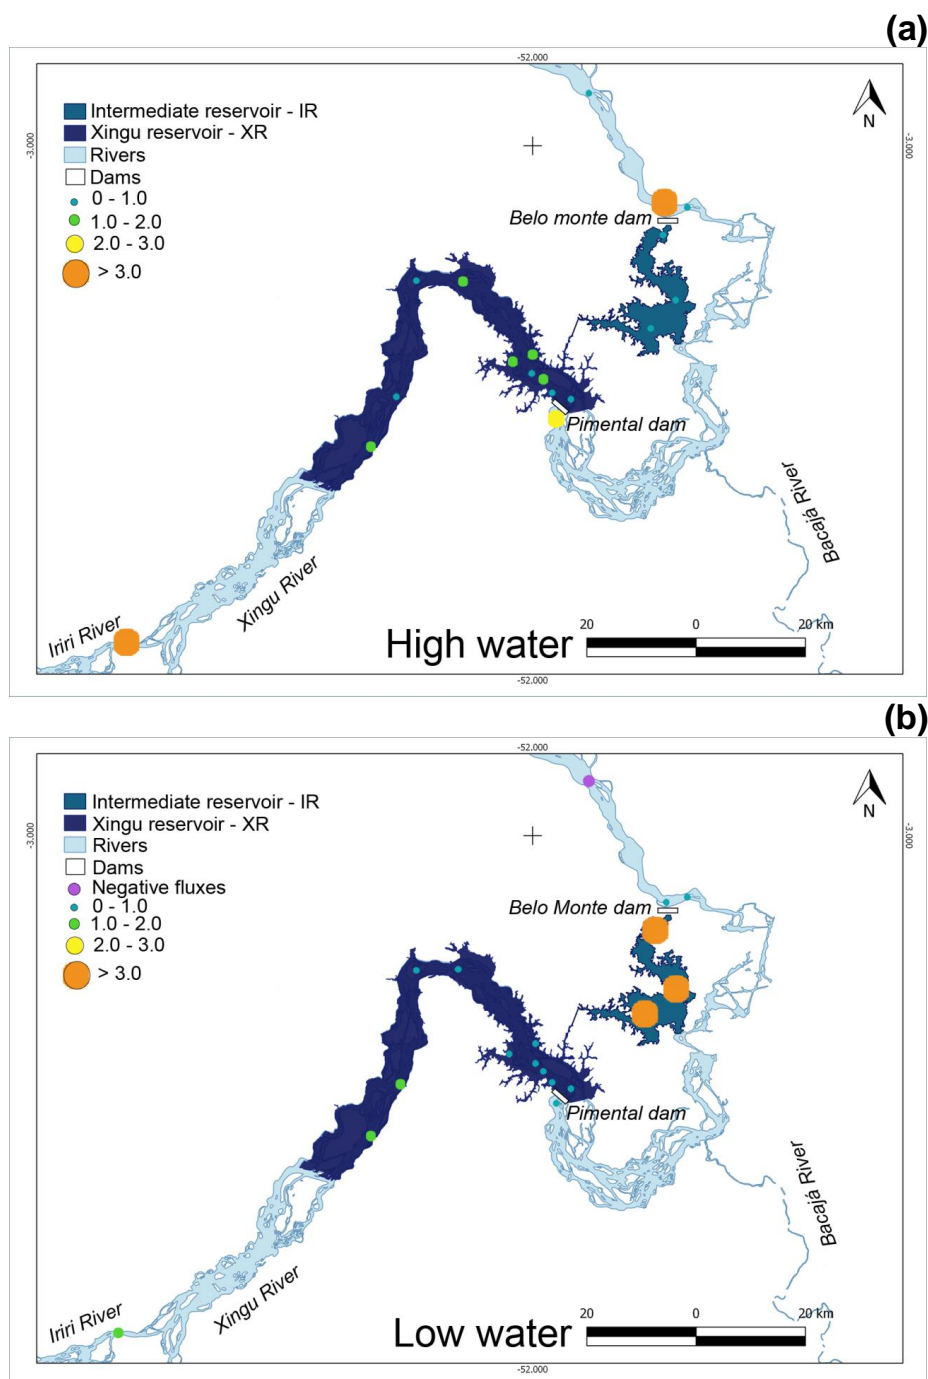 (a)
-52.000
Intermediate reservoir - IR
Xingu reservoir - XR
Rivers
Dams
0 - 1.0
1.0 - 2.0
2.0 - 3.0
> 3.0
N
-3.000
-3.000
Belo monte dam
Pimental dam
Bacajá River
Xingu River
Iriri River
High water
20 0 20 km
-52.000
(b)
-52.000
Intermediate reservoir - IR
Xingu reservoir - XR
Rivers
Dams
Negative fluxes
0 - 1.0
1.0 - 2.0
2.0 - 3.0
> 3.0
N
-3.000
-3.000
Belo Monte dam
Pimental dam
Bacajá River
Xingu River
Iriri River
Low water
20 0 20 km
-52.000